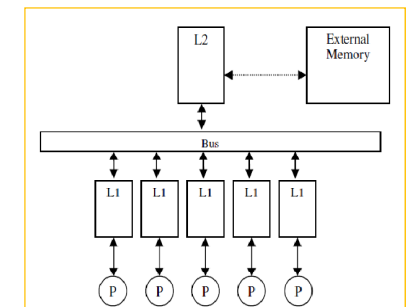 L2
External
Memory
Bus
L1 L1 L1 L1 L1
P P P P P